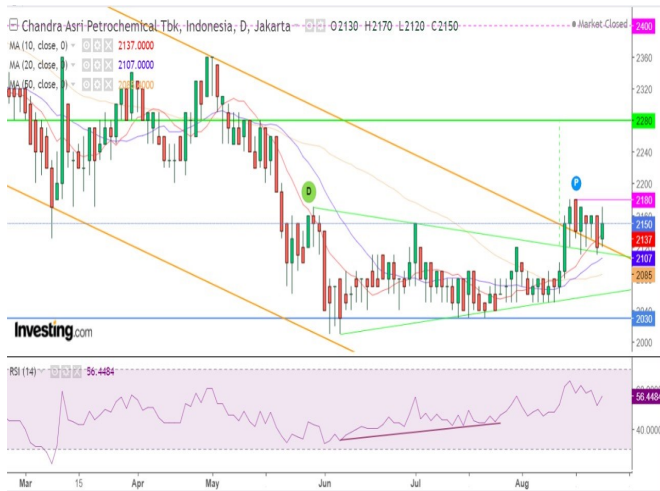 Chandra Asri Petrochemical Tbk, Indonesia, D, Jakarta O2130 H2170 L2120 C2150
Market Closed
MA (10, close, 0) 2137.0000
MA (20, close, 0) 2107.0000
MA (50, close, 0)
2400
2360
2320
2280
2240
2200
2180
2150
2137
2107
2085
2030
2000
D
P
Investing.com
RSI (14) 56.4484
56.4484
40.0000
Mar 15 Apr May Jun Jul Aug